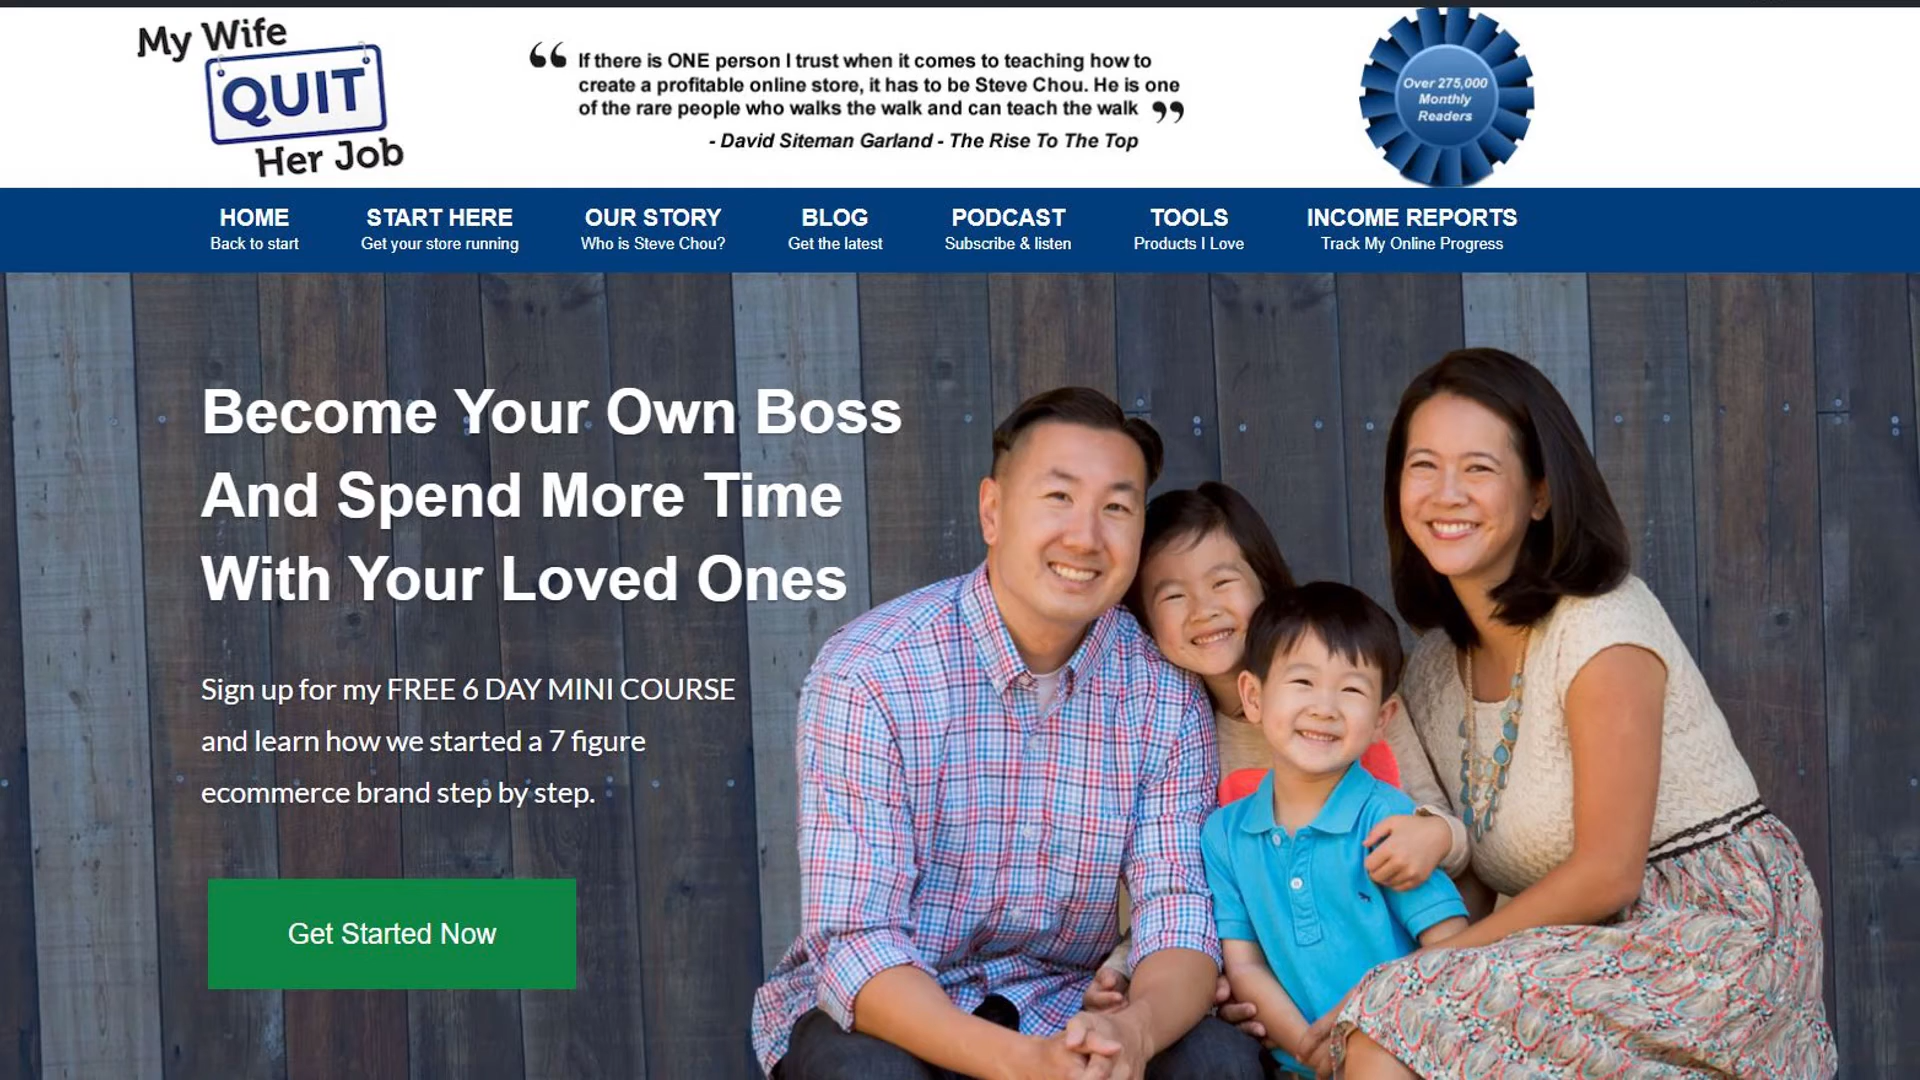 My Wife
QUIT
Her Job
“ If there is ONE person I trust when it comes to teaching how to
create a profitable online store, it has to be Steve Chou. He is one
of the rare people who walks the walk and can teach the walk ”
- David Siteman Garland - The Rise To The Top
Over 275,000
Monthly
Readers
HOME
Back to start
START HERE
Get your store running
OUR STORY
Who is Steve Chou?
BLOG
Get the latest
PODCAST
Subscribe & listen
TOOLS
Products I Love
INCOME REPORTS
Track My Online Progress
Become Your Own Boss
And Spend More Time
With Your Loved Ones
Sign up for my FREE 6 DAY MINI COURSE
and learn how we started a 7 figure
ecommerce brand step by step.
Get Started Now